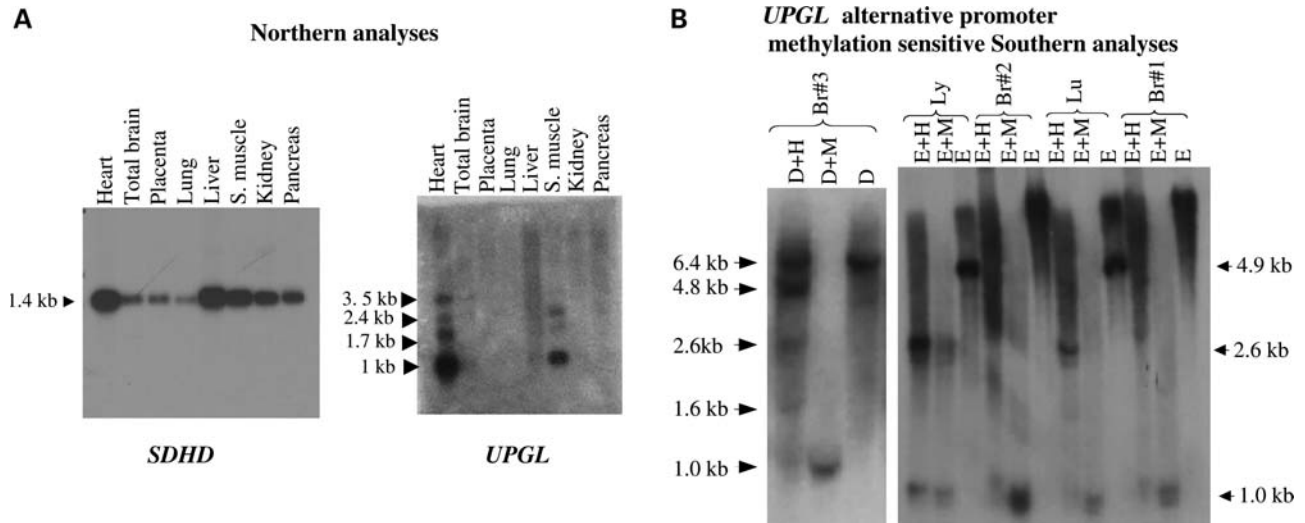 A
Northern analyses
Heart
Total brain
Placenta
Lung
Liver
S. muscle
Kidney
Pancreas
1.4 kb
SDHD
Heart
Total brain
Placenta
Lung
Liver
S. muscle
Kidney
Pancreas
3. 5 kb
2.4 kb
1.7 kb
1 kb
UPGL
B
UPGL alternative promoter
methylation sensitive Southern analyses
Br#3
D+H
D+M
D
6.4 kb
4.8 kb
2.6kb
1.6 kb
1.0 kb
Ly
Br#2
Lu
Br#1
E+H
E+M
E
E+H
E+M
E
E+H
E+M
E
E+H
E+M
E
4.9 kb
2.6 kb
1.0 kb